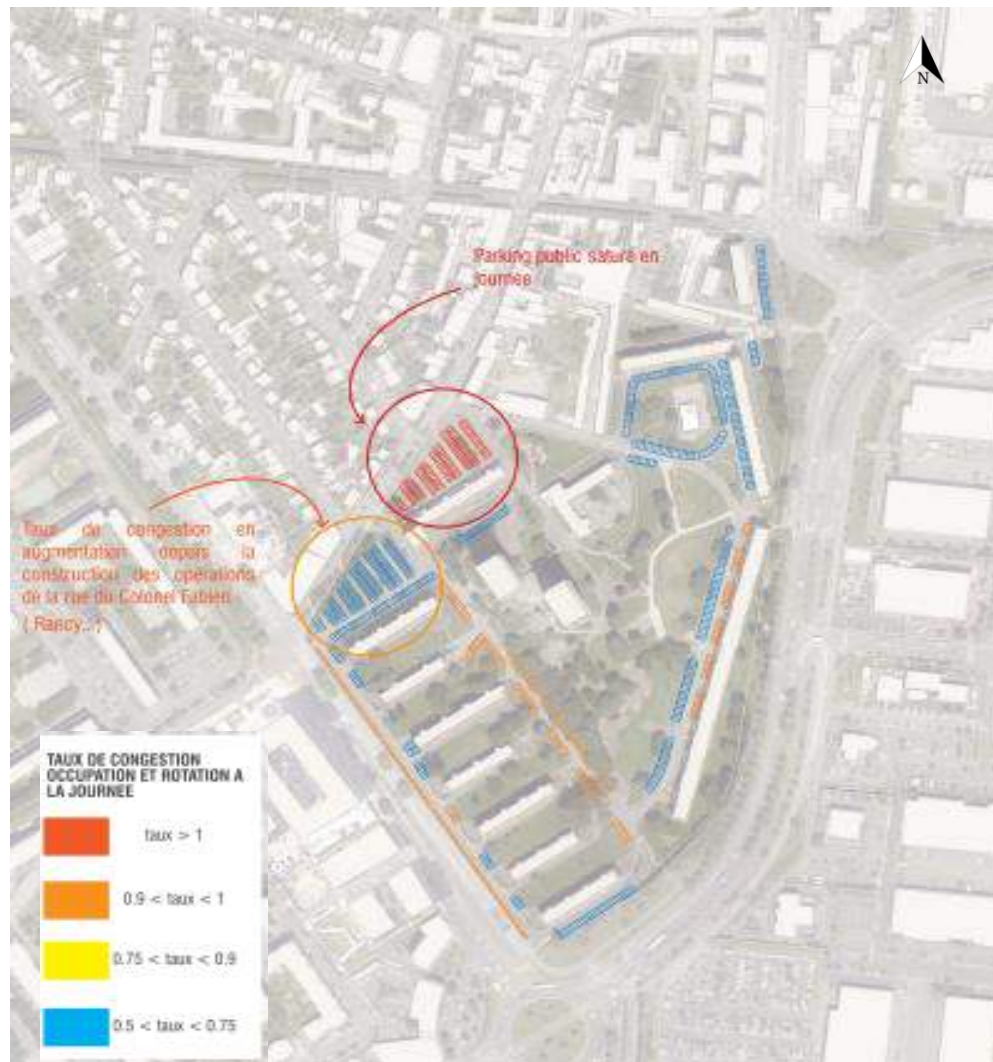 N
Parking public saturé en
journée
Taux de congestion en
augmentation depuis la
construction des opérations
de la rue du Colonel Fabien
( Rancy...)
TAUX DE CONGESTION
OCCUPATION ET ROTATION A
LA JOURNEE
taux > 1
0.9 < taux < 1
0.75 < taux < 0.9
0.5 < taux < 0.75